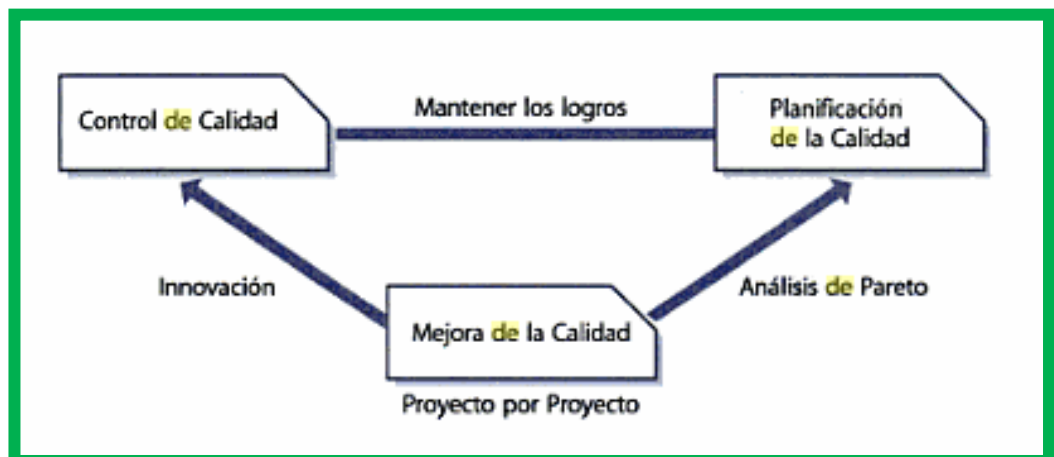 Control de Calidad
Mantener los logros
Planificación
de la Calidad
Innovación
Análisis de Pareto
Mejora de la Calidad
Proyecto por Proyecto